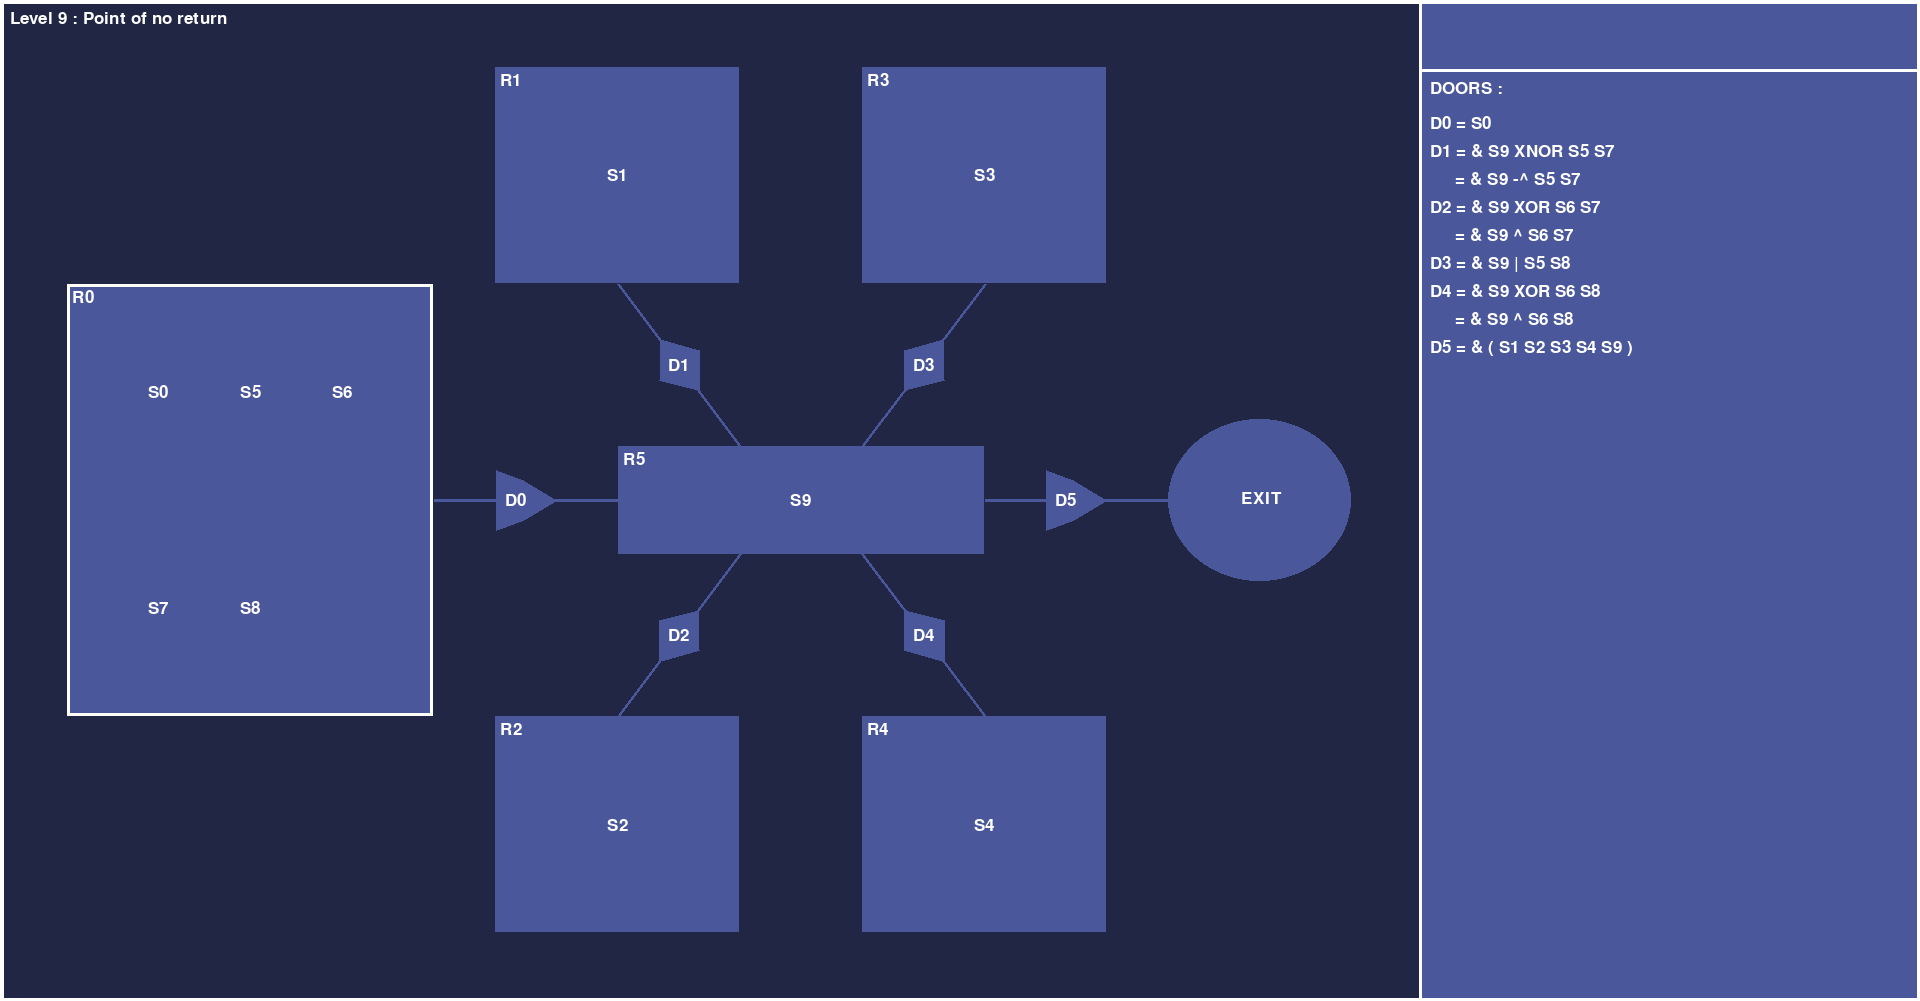 Level 9 : Point of no return
R1
S1
R3
S3
R0
S0 S5 S6
S7 S8
D1
D3
D0
R5
S9
D5
EXIT
D2
D4
R2
S2
R4
S4
DOORS :
D0 = S0
D1 = & S9 XNOR S5 S7
= & S9 -^ S5 S7
D2 = & S9 XOR S6 S7
= & S9 ^ S6 S7
D3 = & S9 | S5 S8
D4 = & S9 XOR S6 S8
= & S9 ^ S6 S8
D5 = & ( S1 S2 S3 S4 S9 )